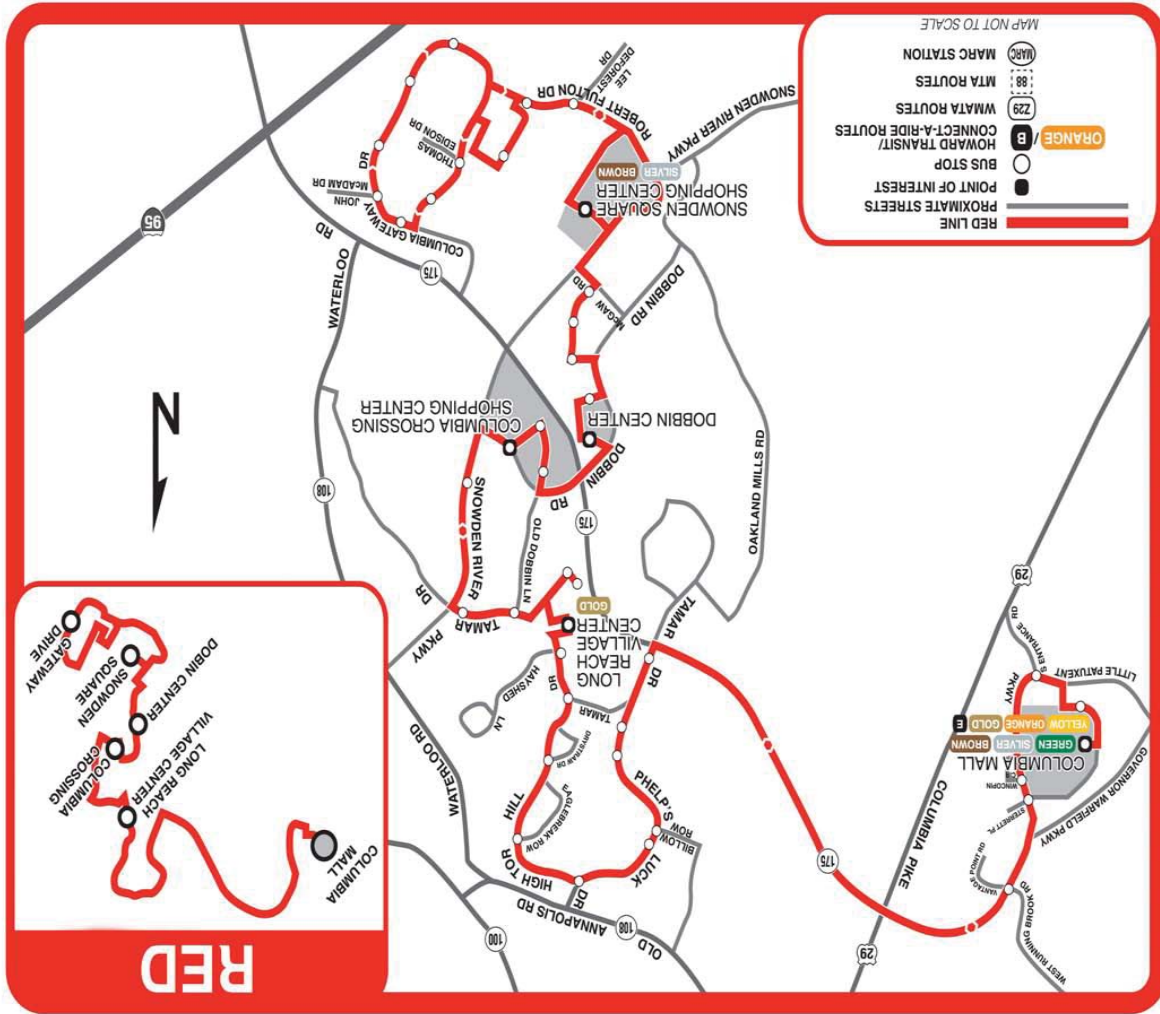 RED
COLUMBIA
MALL
LONG REACH
VILLAGE CENTER
COLUMBIA
CROSSING
DOBIN CENTER
SNOWDEN
SQUARE
GATEWAY
DRIVE
WEST RUNNING BROOK RD
VANTAGE POINT RD
STERRETT PL
WINCOPIN
CIR
GOVERNOR WARFIELD PKWY
COLUMBIA MALL
GREEN
SILVER
BROWN
YELLOW
ORANGE
GOLD
E
LITTLE PATUXENT
PKWY
S ENTRANCE RD
29
COLUMBIA PIKE
29
175
OLD
ANNAPOLIS RD
108
100
BILLOW
ROW
PHELP'S
LUCK
DR
HIGH TOR
HILL
DR
EAGLEBREAK ROW
DRYSTRAW DR
TAMAR
HAYSHED
LN
WATERLOO RD
TAMAR
DR
LONG
REACH
VILLAGE
CENTER
GOLD
TAMAR
DR
SNOWDEN RIVER
PKWY
OLD DOBBIN LN
175
108
OAKLAND MILLS RD
DOBBIN
RD
DOBBIN CENTER
COLUMBIA CROSSING
SHOPPING CENTER
N
DOBBIN RD
McGAW
RD
175
WATERLOO
RD
95
SNOWDEN SQUARE
SHOPPING CENTER
SILVER
BROWN
SNOWDEN RIVER PKWY
ROBERT FULTON DR
LEE
DEFOREST
DR
THOMAS
EDISON DR
COLUMBIA GATEWAY
DR
JOHN
McADAM DR
RED LINE
PROXIMATE STREETS
POINT OF INTEREST
BUS STOP
ORANGE / B HOWARD TRANSIT/
CONNECT-A-RIDE ROUTES
Z29 WMATA ROUTES
88 MTA ROUTES
MARC MARC STATION
MAP NOT TO SCALE